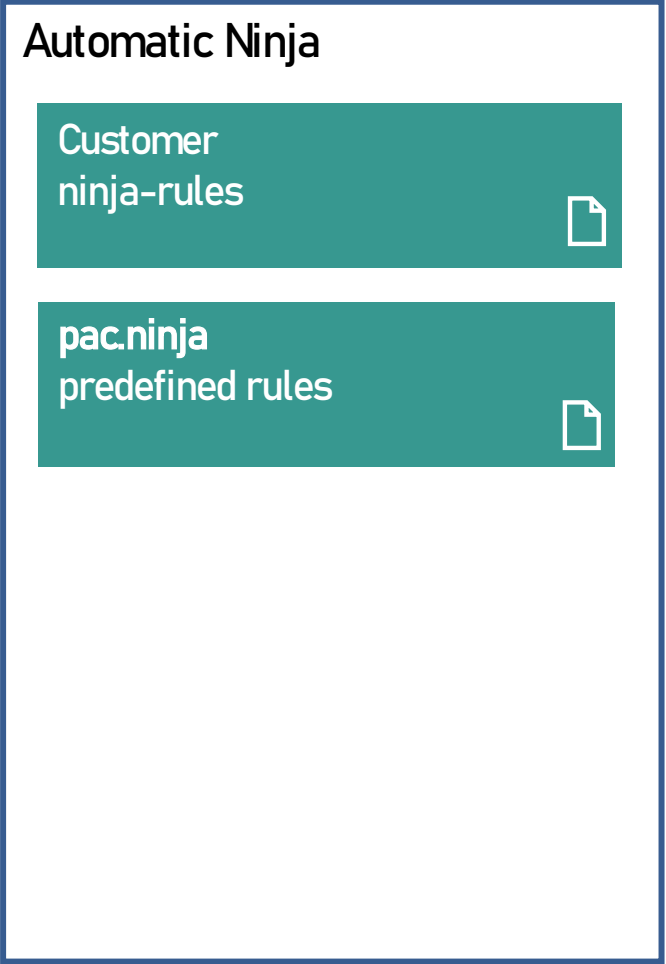 Automatic Ninja
Customer
ninja-rules
pac.ninja
predefined rules